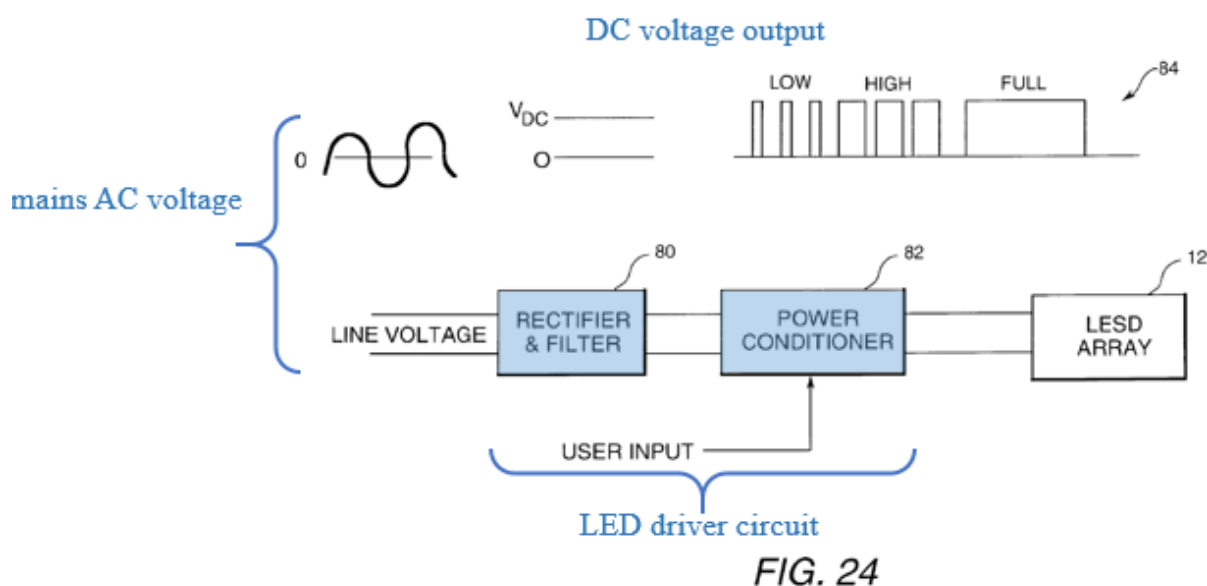 DC voltage output
LOW HIGH FULL 84
VDC
0 O
mains AC voltage
80 82 12
LINE VOLTAGE
RECTIFIER
& FILTER
POWER
CONDITIONER
LESD
ARRAY
USER INPUT
LED driver circuit
FIG. 24